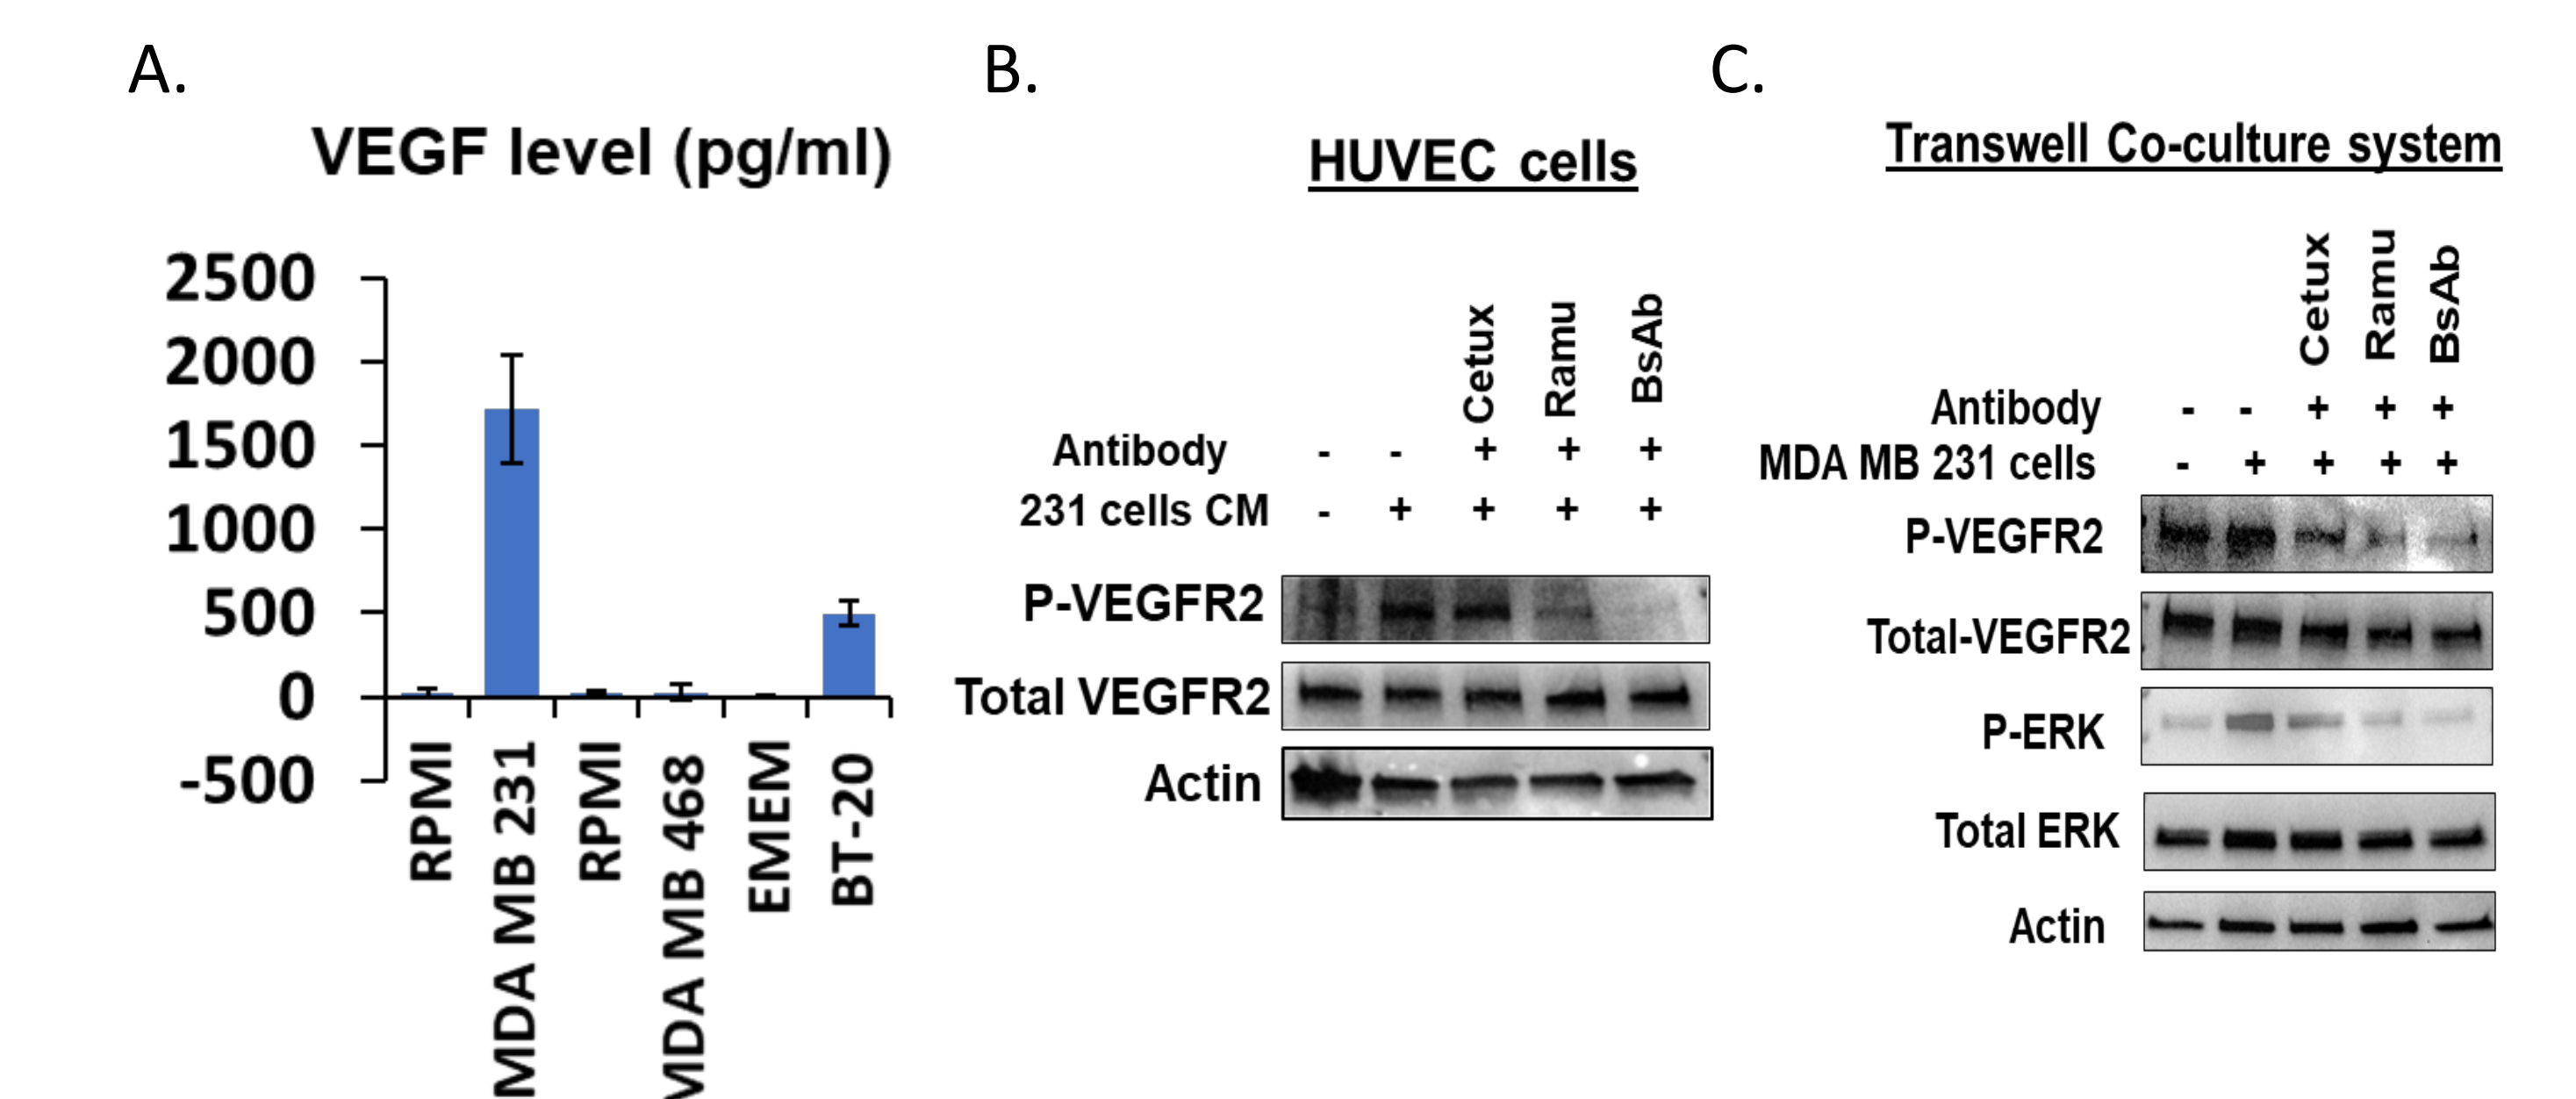 A.
VEGF level (pg/ml)
2500
2000
1500
1000
500
0
-500
RPMI
MDA MB 231
RPMI
MDA MB 468
EMEM
BT-20
B.
HUVEC cells
Cetux
Ramu
BsAb
Antibody - - + + +
231 cells CM - + + + +
P-VEGFR2
Total VEGFR2
Actin
C.
Transwell Co-culture system
Cetux
Ramu
BsAb
Antibody - - + + +
MDA MB 231 cells - + + + +
P-VEGFR2
Total-VEGFR2
P-ERK
Total ERK
Actin